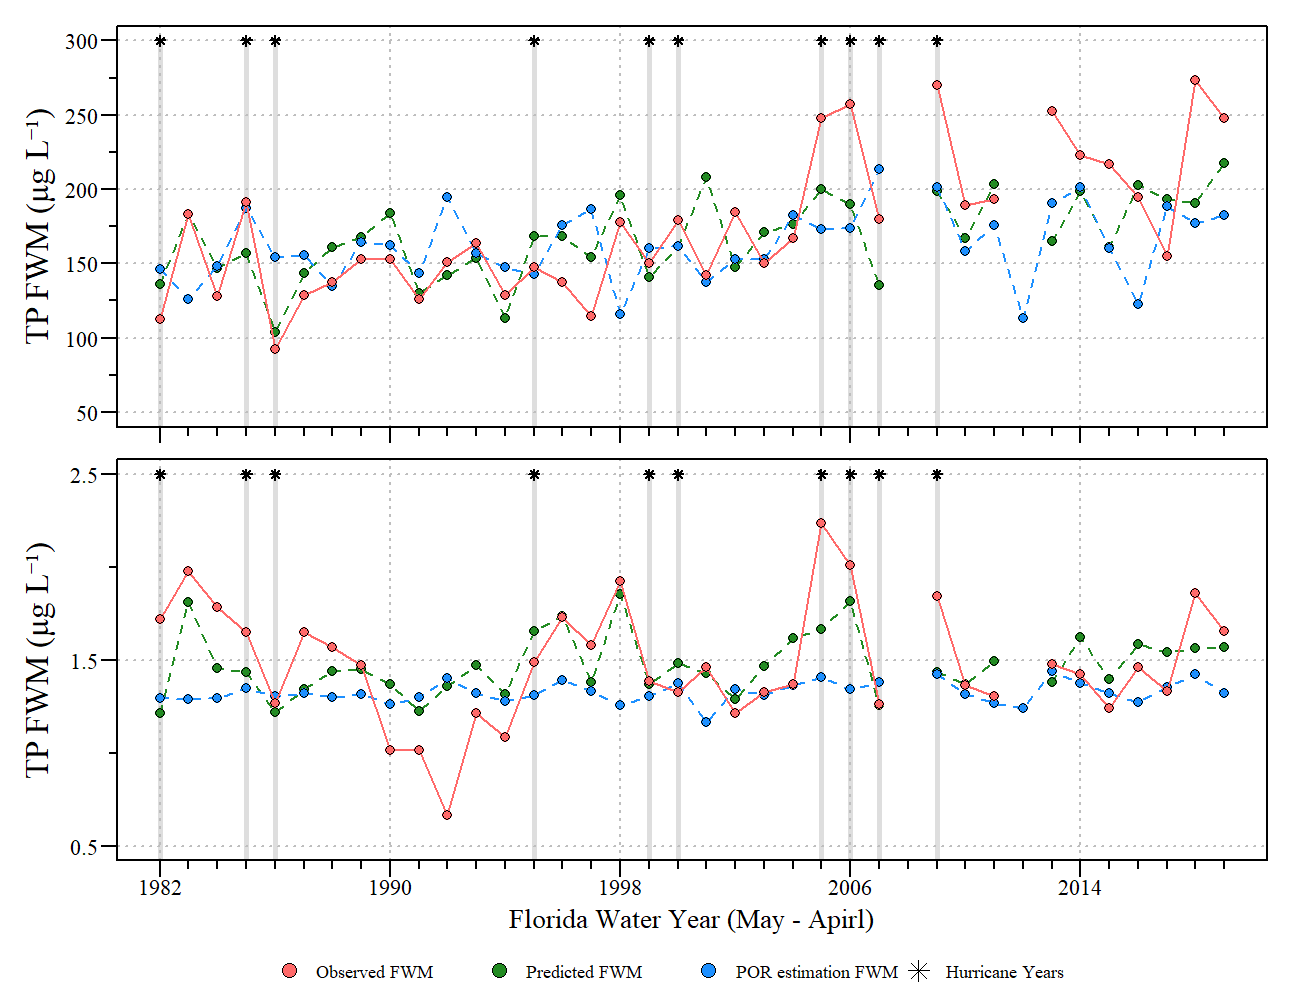 TP FWM (µg L⁻¹)
300
250
200
150
100
50
TP FWM (µg L⁻¹)
2.5
1.5
0.5
1982 1990 1998 2006 2014
Florida Water Year (May - Apirl)
Observed FWM Predicted FWM POR estimation FWM Hurricane Years